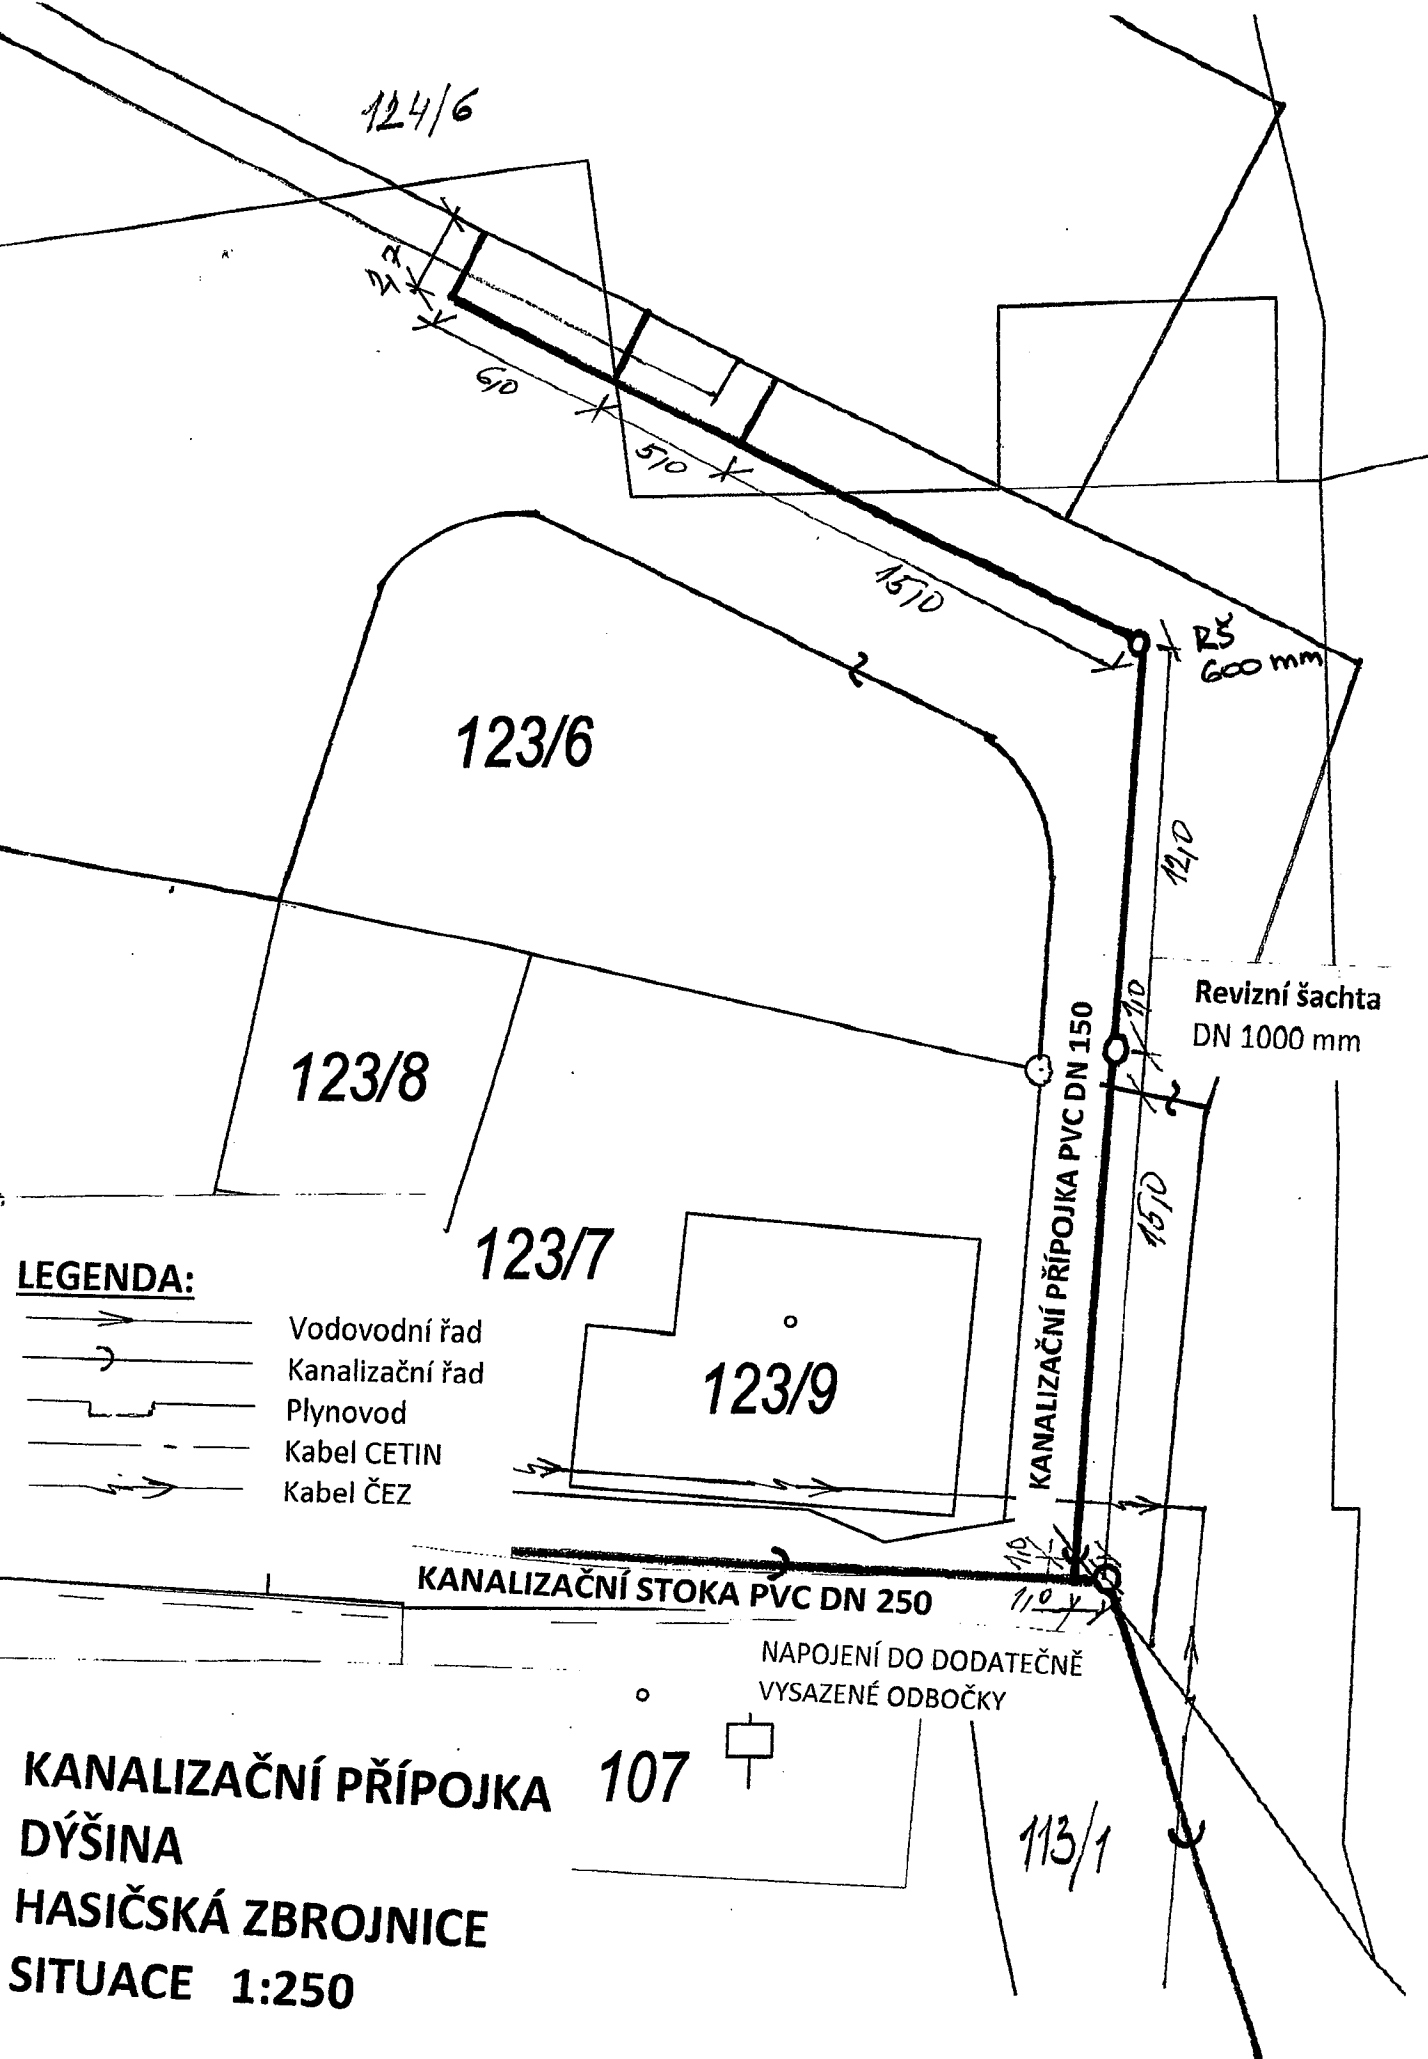 124/6
2,2
6,0
5,0
15,0
RŠ
600 mm
123/6
12,0
Revizní šachta
DN 1000 mm
1,0
123/8
KANALIZAČNÍ PŘÍPOJKA PVC DN 150
15,0
123/7
LEGENDA:
Vodovodní řad
Kanalizační řad
Plynovod
Kabel CETIN
Kabel ČEZ
123/9
1,0
1,0
KANALIZAČNÍ STOKA PVC DN 250
NAPOJENÍ DO DODATEČNĚ
VYSAZENÉ ODBOČKY
107
113/1
KANALIZAČNÍ PŘÍPOJKA
DÝŠINA
HASIČSKÁ ZBROJNICE
SITUACE 1:250